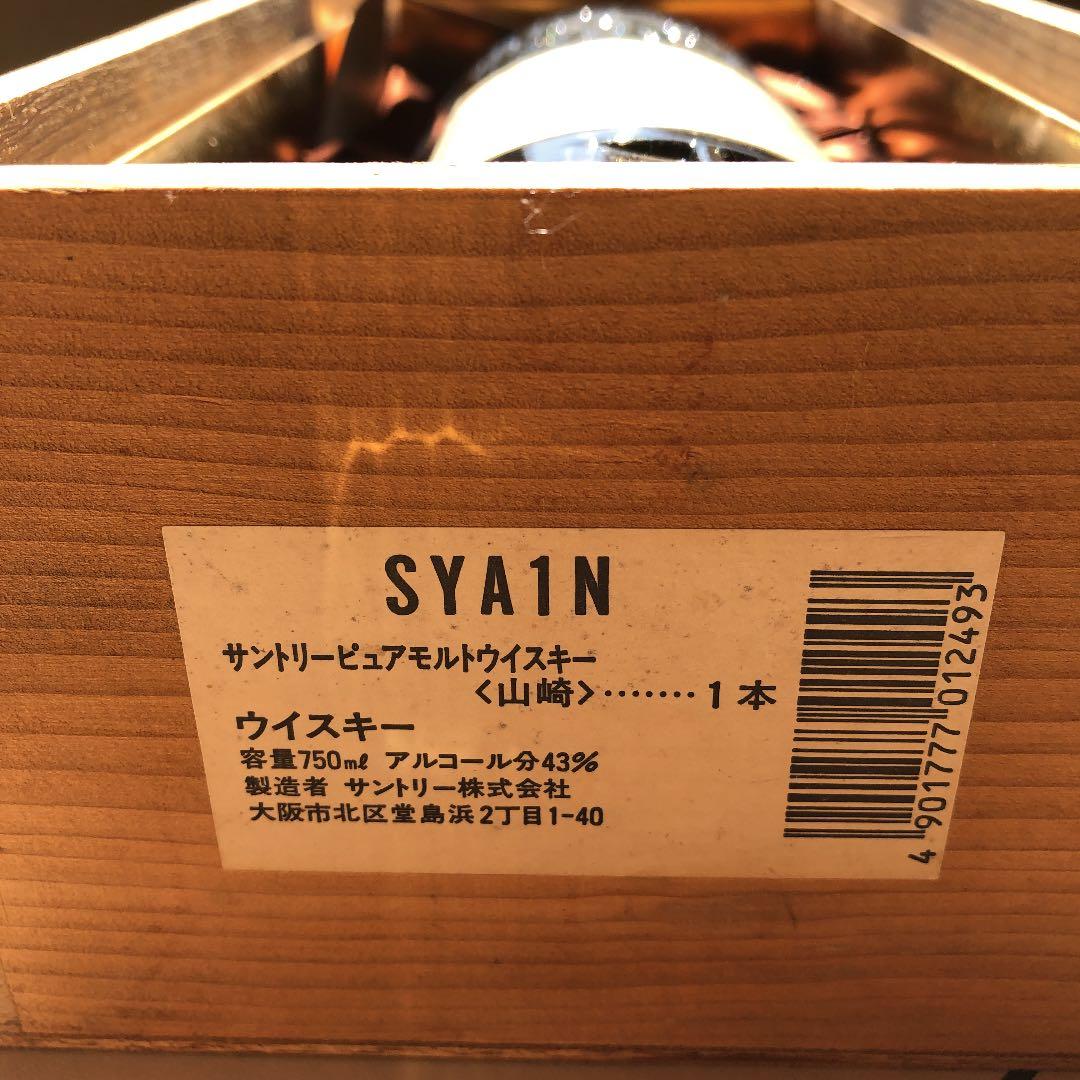 SYA1N
サントリーピュアモルトウイスキー
〈山崎〉‥‥‥‥1本
ウイスキー
容量750㎖ アルコール分43%
製造者 サントリー株式会社
大阪市北区堂島浜2丁目1-40
4 901777 012493